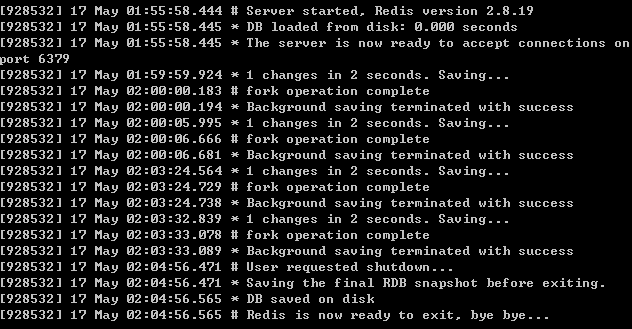 [928532] 17 May 01:55:58.444 # Server started, Redis version 2.8.19
[928532] 17 May 01:55:58.445 * DB loaded from disk: 0.000 seconds
[928532] 17 May 01:55:58.445 * The server is now ready to accept connections on
port 6379
[928532] 17 May 01:59:59.924 * 1 changes in 2 seconds. Saving...
[928532] 17 May 02:00:00.183 # fork operation complete
[928532] 17 May 02:00:00.194 * Background saving terminated with success
[928532] 17 May 02:00:05.995 * 1 changes in 2 seconds. Saving...
[928532] 17 May 02:00:06.666 # fork operation complete
[928532] 17 May 02:00:06.681 * Background saving terminated with success
[928532] 17 May 02:03:24.564 * 1 changes in 2 seconds. Saving...
[928532] 17 May 02:03:24.729 # fork operation complete
[928532] 17 May 02:03:24.738 * Background saving terminated with success
[928532] 17 May 02:03:32.839 * 1 changes in 2 seconds. Saving...
[928532] 17 May 02:03:33.078 # fork operation complete
[928532] 17 May 02:03:33.089 * Background saving terminated with success
[928532] 17 May 02:04:56.471 # User requested shutdown...
[928532] 17 May 02:04:56.471 * Saving the final RDB snapshot before exiting.
[928532] 17 May 02:04:56.565 * DB saved on disk
[928532] 17 May 02:04:56.565 # Redis is now ready to exit, bye bye...